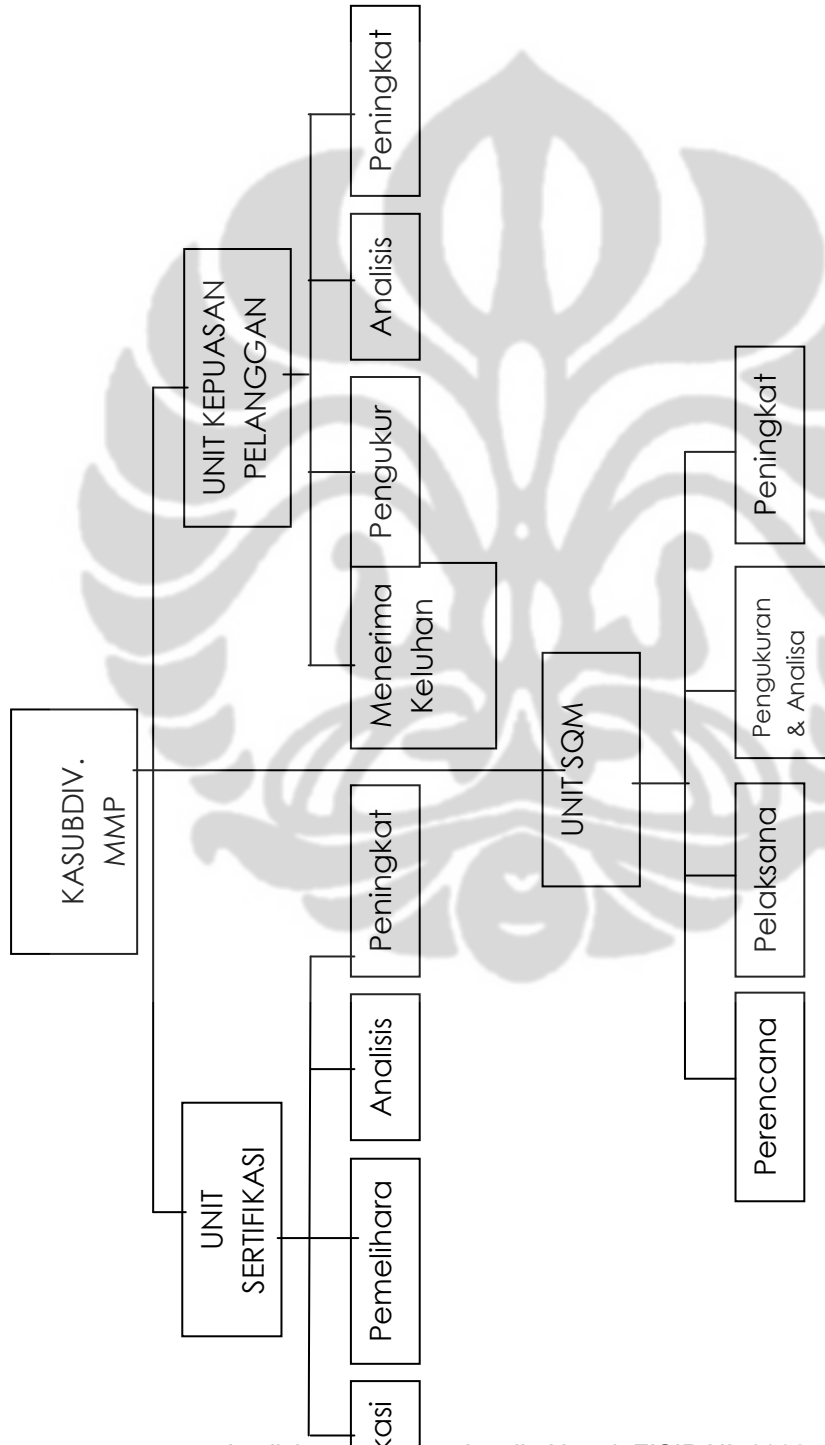 KASUBDIV.
MMP
UNIT
SERTIFIKASI
UNIT KEPUASAN
PELANGGAN
Pemelihara
Analisis
Peningkat
Menerima
Keluhan
Pengukur
Analisis
Peningkat
UNIT SQM
Perencana
Pelaksana
Pengukuran
& Analisa
Peningkat